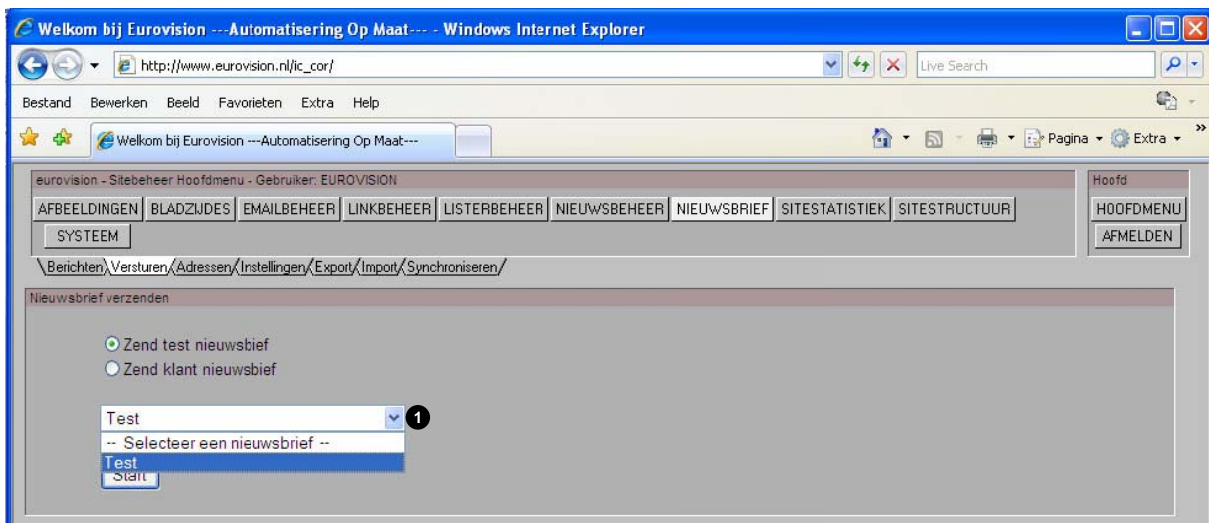 Welkom bij Eurovision ---Automatisering Op Maat--- - Windows Internet Explorer
http://www.eurovision.nl/ic_cor/ Live Search
Bestand Bewerken Beeld Favorieten Extra Help
Welkom bij Eurovision ---Automatisering Op Maat--- Pagina Extra
eurovision - Sitebeheer Hoofdmenu - Gebruiker: EUROVISION Hoofd
AFBEELDINGEN BLADZIJDES EMAILBEHEER LINKBEHEER LISTERBEHEER NIEUWSBEHEER NIEUWSBRIEF SITESTATISTIEK SITESTRUCTUUR HOOFDMENU
SYSTEEM AFMELDEN
\Berichten\Versturen/Adressen/Instellingen/Export/Import/Synchroniseren/
Nieuwsbrief verzenden
Zend test nieuwsbief
Zend klant nieuwsbief
Test 1
-- Selecteer een nieuwsbrief --
Test
Start